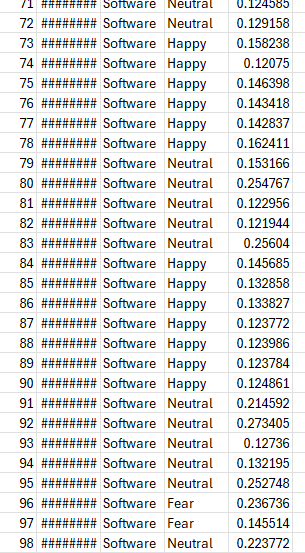 71 ######## Software Neutral 0.124585
72 ######## Software Neutral 0.129158
73 ######## Software Happy 0.158238
74 ######## Software Happy 0.12075
75 ######## Software Happy 0.146398
76 ######## Software Happy 0.143418
77 ######## Software Happy 0.142837
78 ######## Software Happy 0.162411
79 ######## Software Neutral 0.153166
80 ######## Software Neutral 0.254767
81 ######## Software Neutral 0.122956
82 ######## Software Neutral 0.121944
83 ######## Software Neutral 0.25604
84 ######## Software Happy 0.145685
85 ######## Software Happy 0.132858
86 ######## Software Happy 0.133827
87 ######## Software Happy 0.123772
88 ######## Software Happy 0.123986
89 ######## Software Happy 0.123784
90 ######## Software Happy 0.124861
91 ######## Software Neutral 0.214592
92 ######## Software Neutral 0.273405
93 ######## Software Neutral 0.12736
94 ######## Software Neutral 0.132195
95 ######## Software Neutral 0.252748
96 ######## Software Fear 0.236736
97 ######## Software Fear 0.145514
98 ######## Software Neutral 0.223772